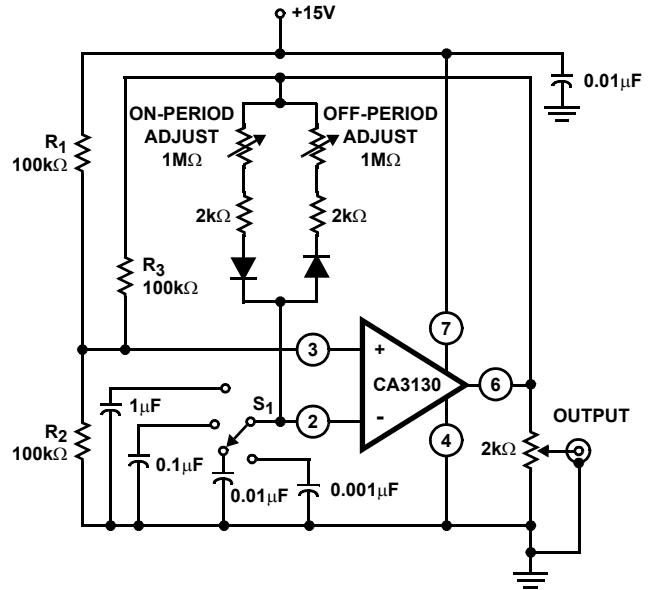 +15V
0.01μF
ON-PERIOD
ADJUST
1MΩ
OFF-PERIOD
ADJUST
1MΩ
R1
100kΩ
2kΩ
2kΩ
R3
100kΩ
7
3
+
CA3130
6
2
-
4
S1
1μF
R2
100kΩ
0.1μF
0.01μF
0.001μF
OUTPUT
2kΩ